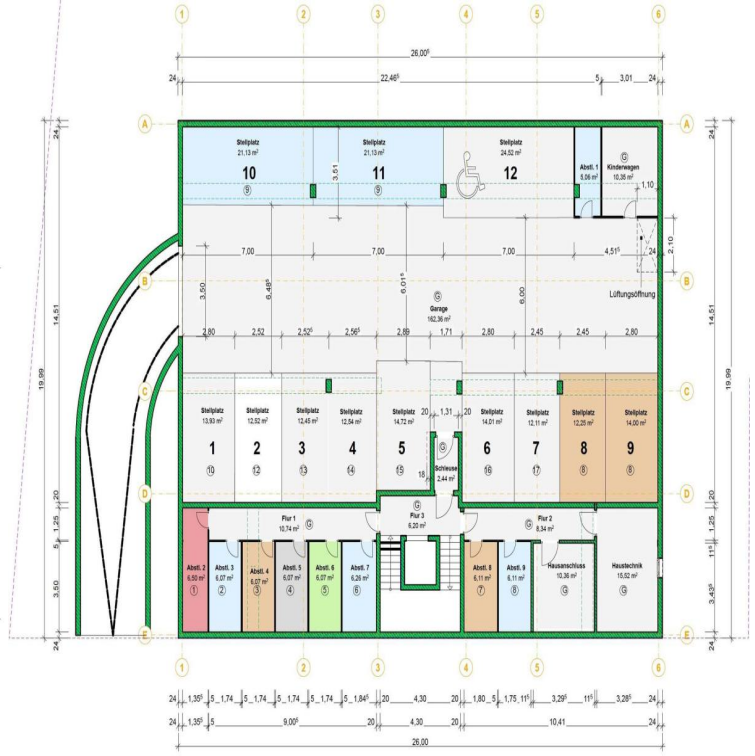 1 2 3 4 5 6
26,00⁵
24 22,46⁵ 5 3,01 24
A
A
24
24
Stellplatz
21,13 m²
10
⑨
Stellplatz
21,13 m²
11
⑨
3,51
Stellplatz
24,52 m²
12
Abstl. 1
5,06 m²
G
Kinderwagen
10,35 m²
1,10
7,00 7,00 7,00 4,51⁵ 24
2,10
B
B
3,50
6,48⁵
6,01⁵
6,00
Lüftungsöffnung
G
Garage
162,36 m²
14,51
14,51
19,99
19,99
2,80 2,52 2,52⁵ 2,56⁵ 2,89 1,71 2,80 2,45 2,45 2,80
C
C
Stellplatz
13,93 m²
1
⑩
Stellplatz
12,52 m²
2
⑫
Stellplatz
12,45 m²
3
⑬
Stellplatz
12,54 m²
4
⑭
Stellplatz
14,72 m²
5
⑮
20 1,31 20
G
Schleuse
2,44 m²
18
Stellplatz
14,01 m²
6
⑯
Stellplatz
12,11 m²
7
⑰
Stellplatz
12,25 m²
8
⑧
Stellplatz
14,00 m²
9
⑧
D
D
20
20
1,25
1,25
5
11⁵
3,50
3,43⁵
24
24
Flur 1
10,74 m²
G
G
Flur 3
6,20 m²
Flur 2
8,34 m²
G
Abstl. 2
6,50 m²
①
Abstl. 3
6,07 m²
②
Abstl. 4
6,07 m²
③
Abstl. 5
6,07 m²
④
Abstl. 6
6,07 m²
⑤
Abstl. 7
6,26 m²
⑥
Abstl. 8
6,11 m²
⑦
Abstl. 9
6,11 m²
⑧
Hausanschluss
10,36 m²
G
Haustechnik
15,52 m²
G
E
E
1 2 3 4 5 6
24 1,35⁵ 5 1,74 5 1,74 5 1,74 5 1,74 5 1,84⁵ 20 4,30 20 1,80 5 1,75 11⁵ 3,29⁵ 11⁵ 3,28⁵ 24
24 1,35⁵ 5 9,00⁵ 20 4,30 20 10,41 24
26,00